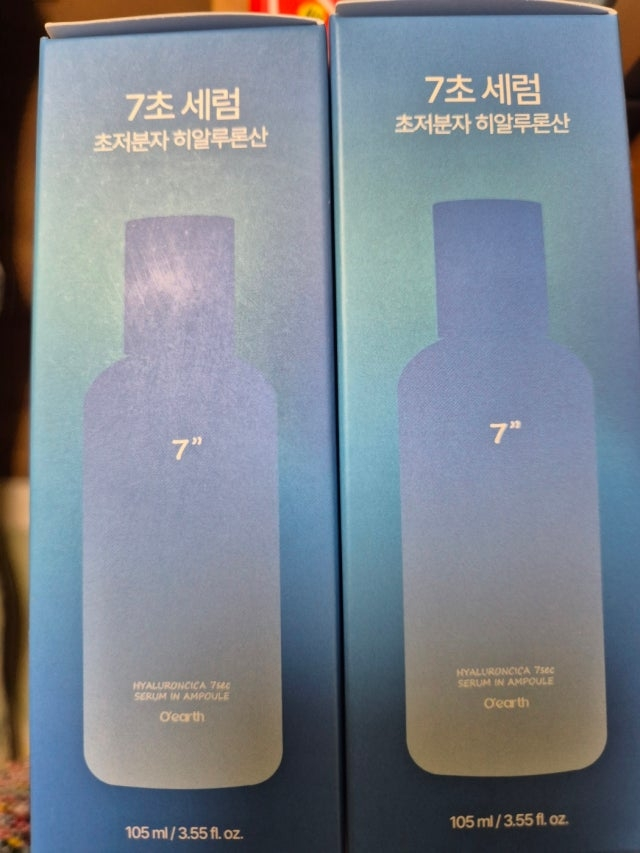 7초 세럼
초저분자 히알루론산
7”
HYALURONCICA 7sec
SERUM IN AMPOULE
O'earth
105 ml / 3.55 fl. oz.
7초 세럼
초저분자 히알루론산
7”
HYALURONCICA 7sec
SERUM IN AMPOULE
O'earth
105 ml / 3.55 fl. oz.